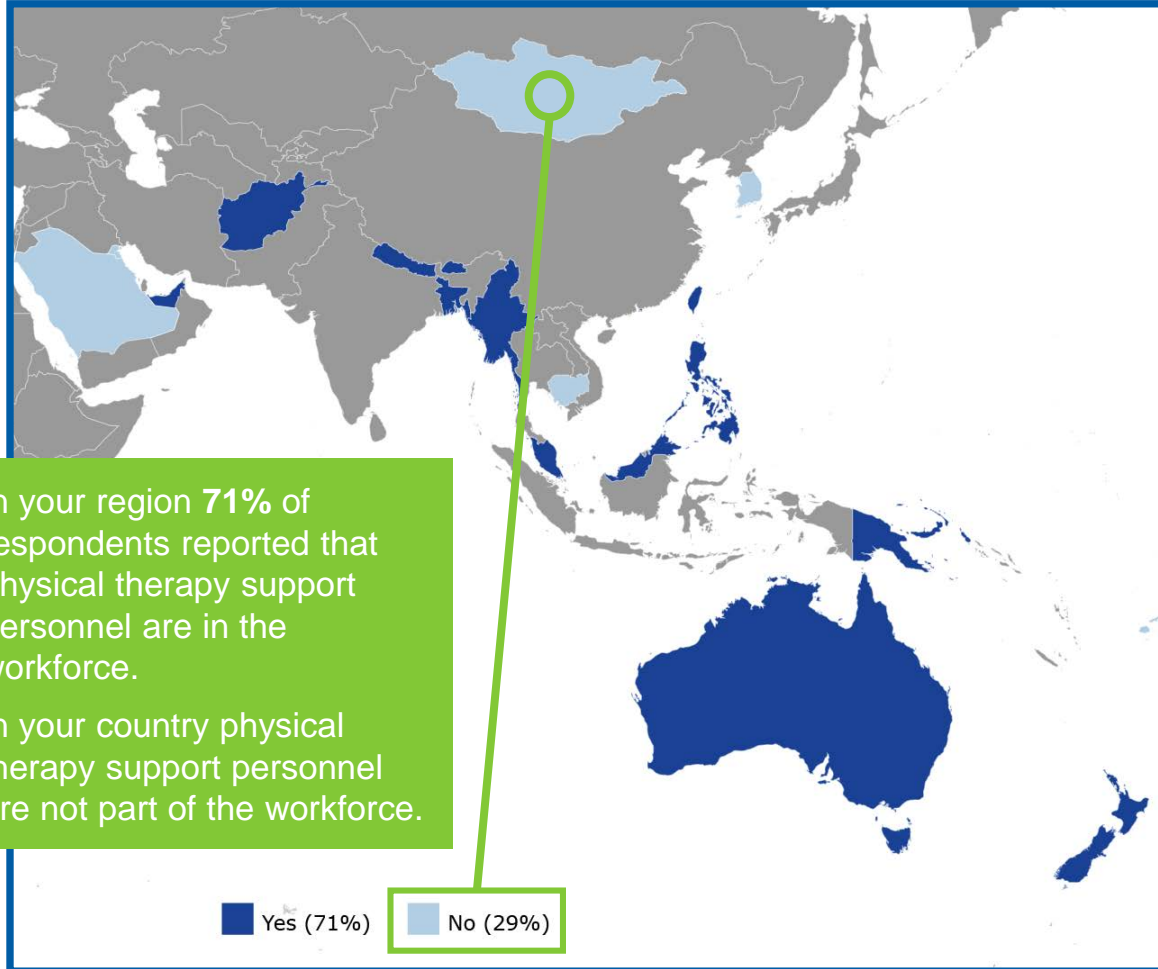 n your region 71% of
espondents reported that
hysical therapy support
ersonnel are in the
workforce.
n your country physical
herapy support personnel
re not part of the workforce.
Yes (71%)
No (29%)